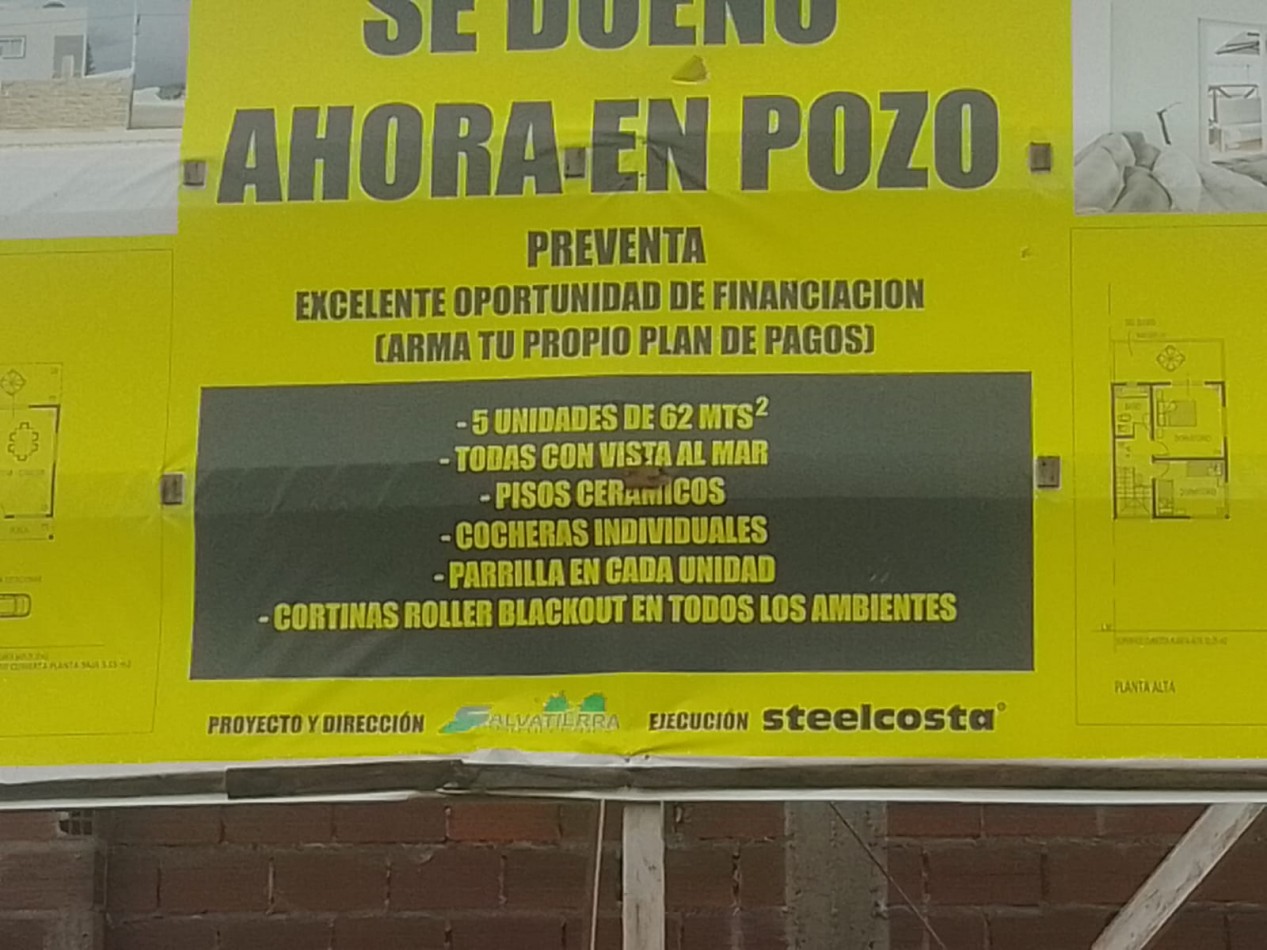 SE DUEÑO
AHORA EN POZO
PREVENTA
EXCELENTE OPORTUNIDAD DE FINANCIACION
(ARMA TU PROPIO PLAN DE PAGOS)
- 5 UNIDADES DE 62 MTS²
- TODAS CON VISTA AL MAR
- PISOS CERAMICOS
- COCHERAS INDIVIDUALES
- PARRILLA EN CADA UNIDAD
- CORTINAS ROLLER BLACKOUT EN TODOS LOS AMBIENTES
PROYECTO Y DIRECCIÓN SALVATIERRA EJECUCIÓN steelcosta
PLANTA ALTA